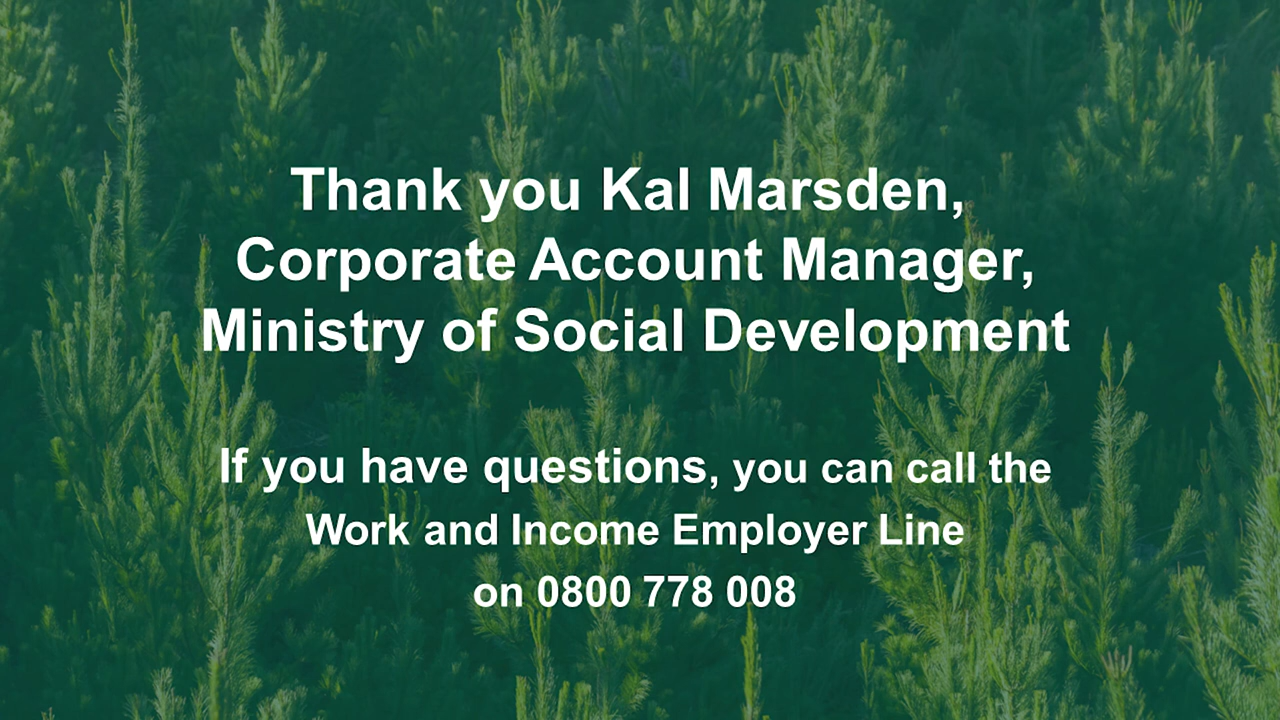 Thank you Kal Marsden,
Corporate Account Manager,
Ministry of Social Development
If you have questions, you can call the
Work and Income Employer Line
on 0800 778 008